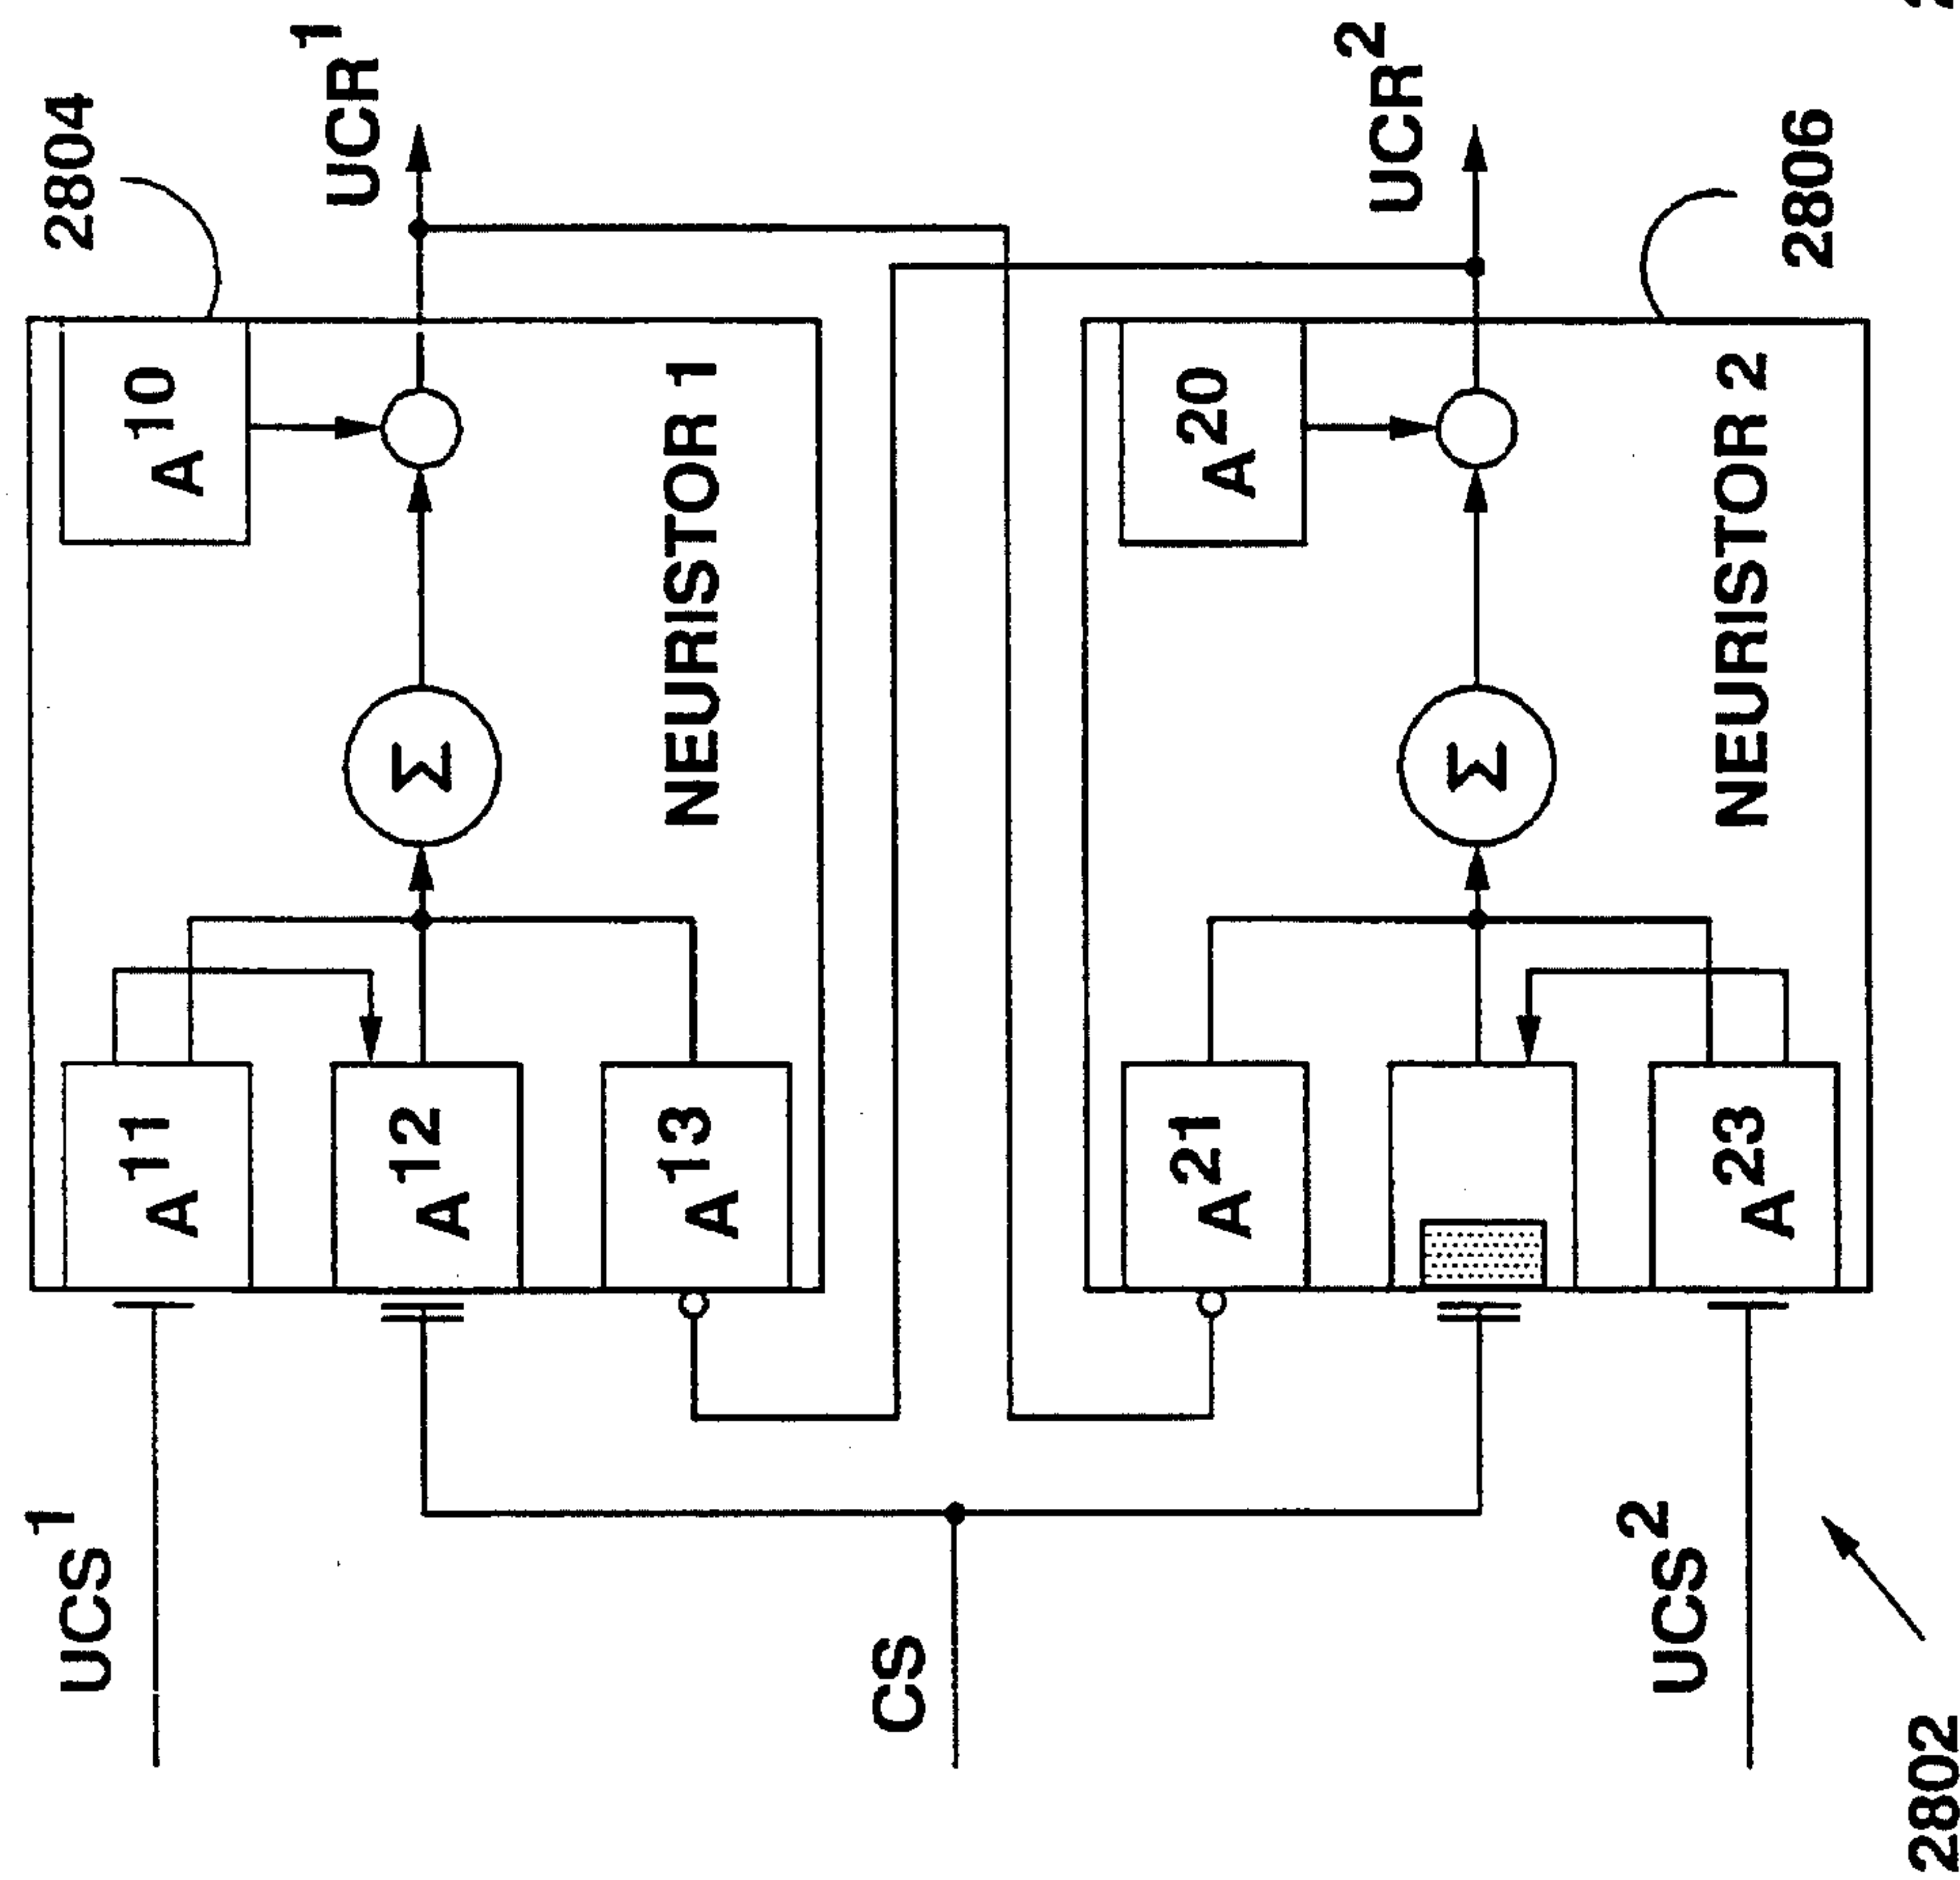 2804
UCR¹
A¹⁰
NEURISTOR 1
Σ
A¹¹
A¹²
A¹³
UCS¹
CS
2806
UCR²
A²⁰
NEURISTOR 2
Σ
A²¹
A²³
UCS²
2802